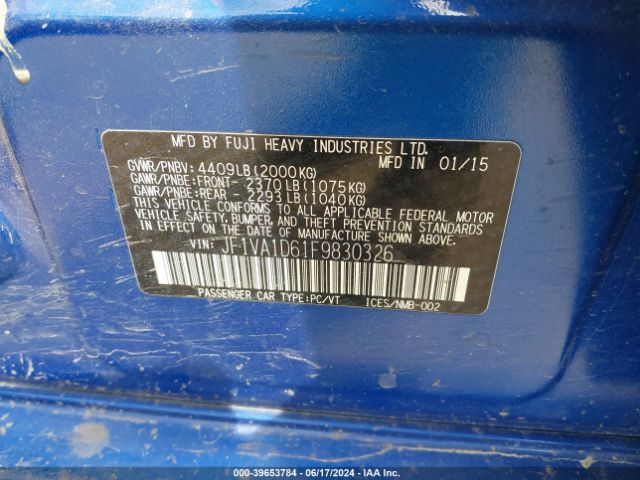 MFD BY FUJI HEAVY INDUSTRIES LTD.
GVWR/PNBV: 4409LB(2000KG) MFD IN 01/15
GAWR/PNBE:FRONT- 2370LB(1075KG)
GAWR/PNBE:REAR - 2293LB(1040KG)
THIS VEHICLE CONFORMS TO ALL APPLICABLE FEDERAL MOTOR
VEHICLE SAFETY, BUMPER, AND THEFT PREVENTION STANDARDS
IN EFFECT ON THE DATE OF MANUFACTURE SHOWN ABOVE.
VIN: JF1VA1D61F9830326
PASSENGER CAR TYPE:PC/VT ICES/NMB-002
000-39653784 - 06/17/2024 - IAA Inc.